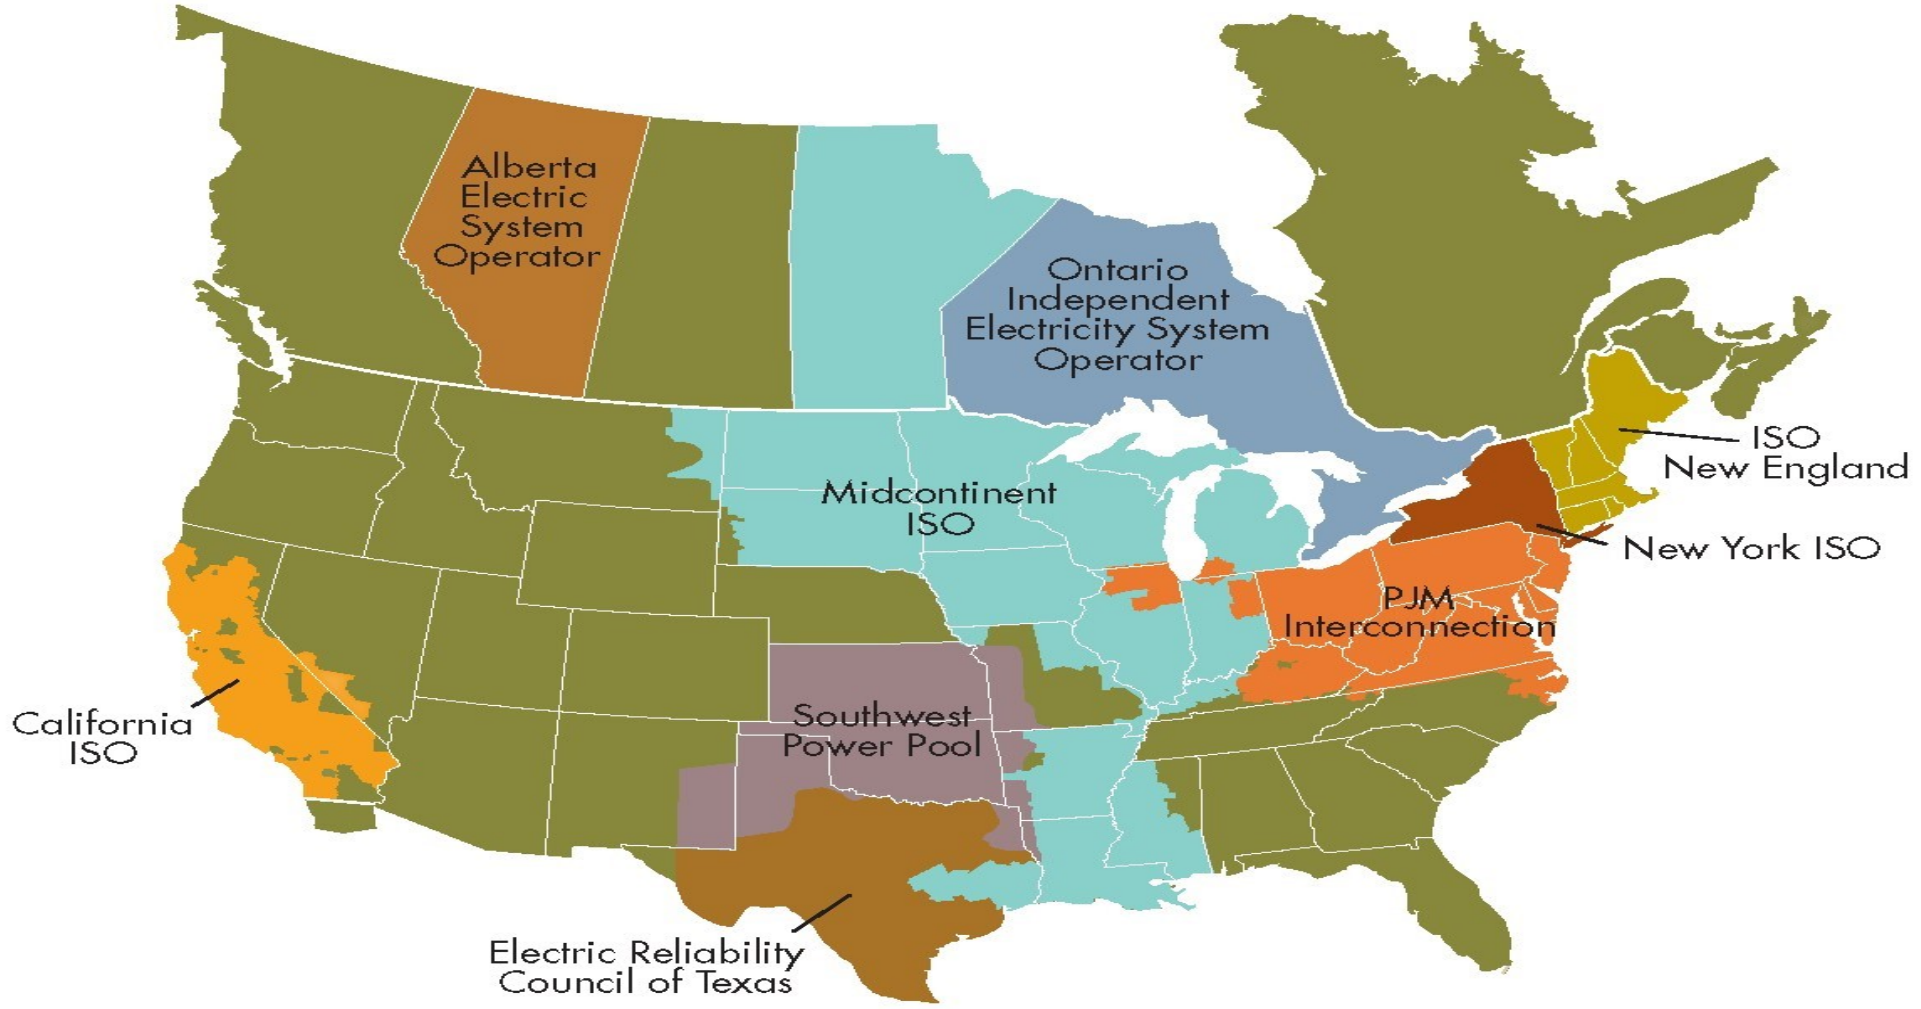 Alberta
Electric
System
Operator
Ontario
Independent
Electricity System
Operator
ISO
New England
Midcontinent
ISO
New York ISO
PJM
Interconnection
California
ISO
Southwest
Power Pool
Electric Reliability
Council of Texas